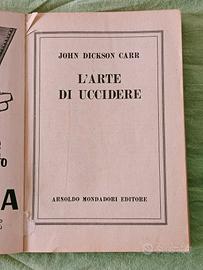 JOHN DICKSON CARR
L'ARTE
DI UCCIDERE
ARNOLDO MONDADORI EDITORE